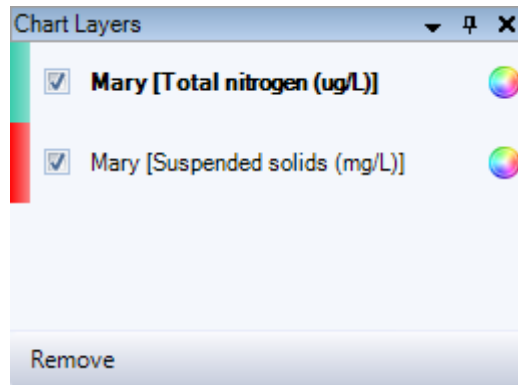 Chart Layers
Mary [Total nitrogen (ug/L)]
Mary [Suspended solids (mg/L)]
Remove